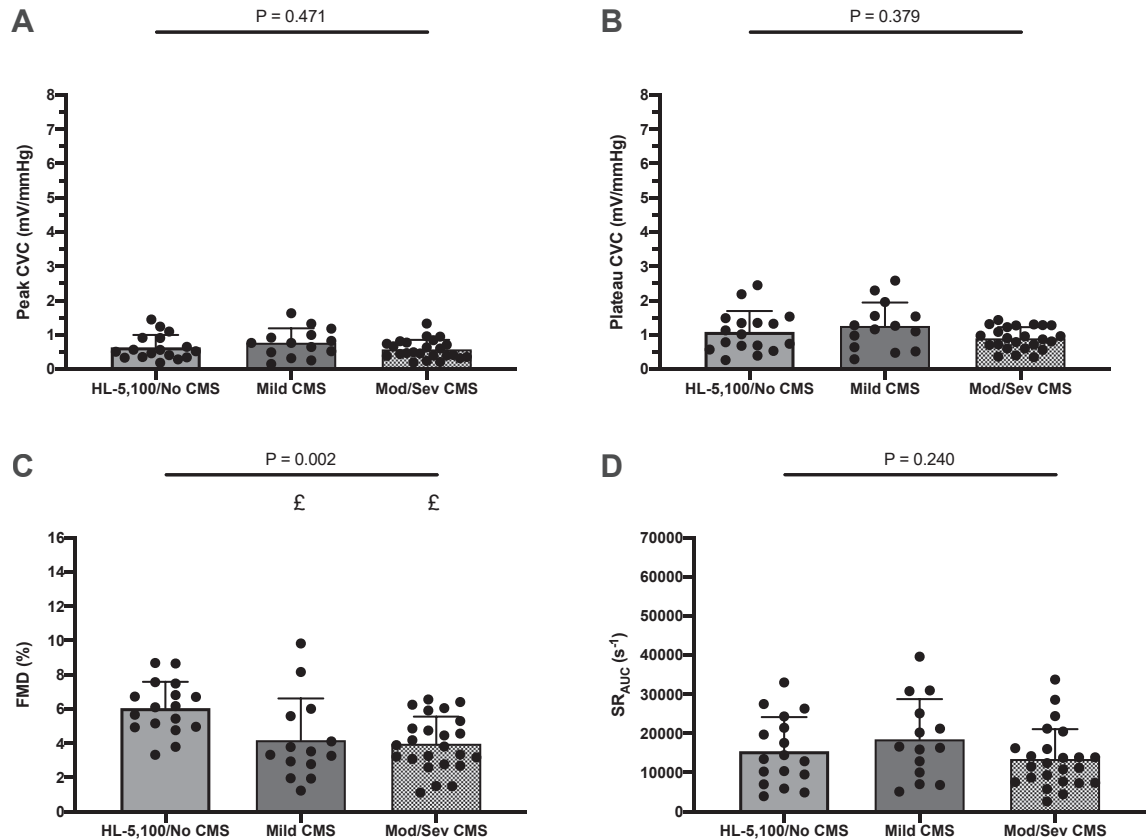 A
P = 0.471
Peak CVC (mV/mmHg)
8
7
6
5
4
3
2
1
0
HL-5,100/No CMS Mild CMS Mod/Sev CMS
B
P = 0.379
Plateau CVC (mV/mmHg)
8
7
6
5
4
3
2
1
0
HL-5,100/No CMS Mild CMS Mod/Sev CMS
C
P = 0.002
£ £
FMD (%)
16
14
12
10
8
6
4
2
0
HL-5,100/No CMS Mild CMS Mod/Sev CMS
D
P = 0.240
SRAUC (s-1)
70000
60000
50000
40000
30000
20000
10000
0
HL-5,100/No CMS Mild CMS Mod/Sev CMS